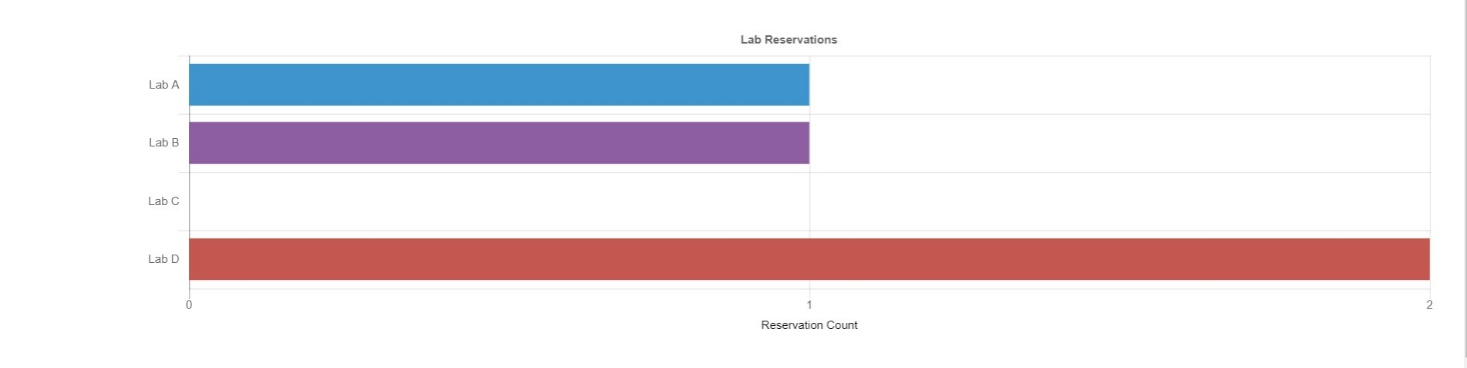 Lab Reservations
Lab A
Lab B
Lab C
Lab D
0 1 2
Reservation Count